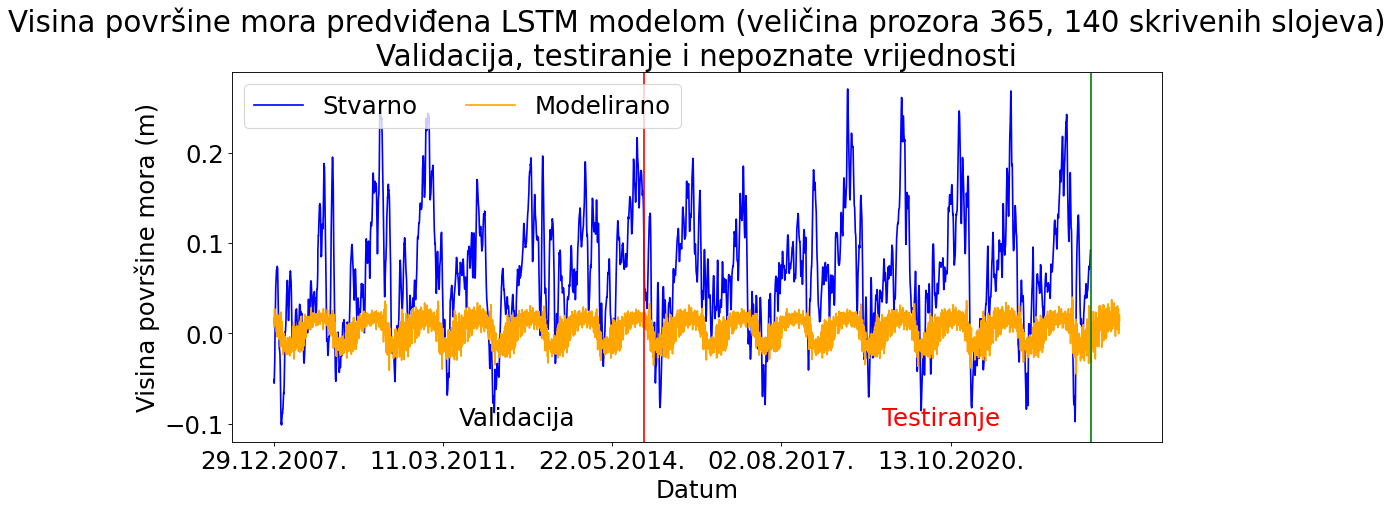 Visina površine mora predviđena LSTM modelom (veličina prozora 365, 140 skrivenih slojeva)
Validacija, testiranje i nepoznate vrijednosti
Stvarno Modelirano
Visina površine mora (m)
0.2
0.1
0.0
−0.1
Validacija Testiranje
29.12.2007. 11.03.2011. 22.05.2014. 02.08.2017. 13.10.2020.
Datum